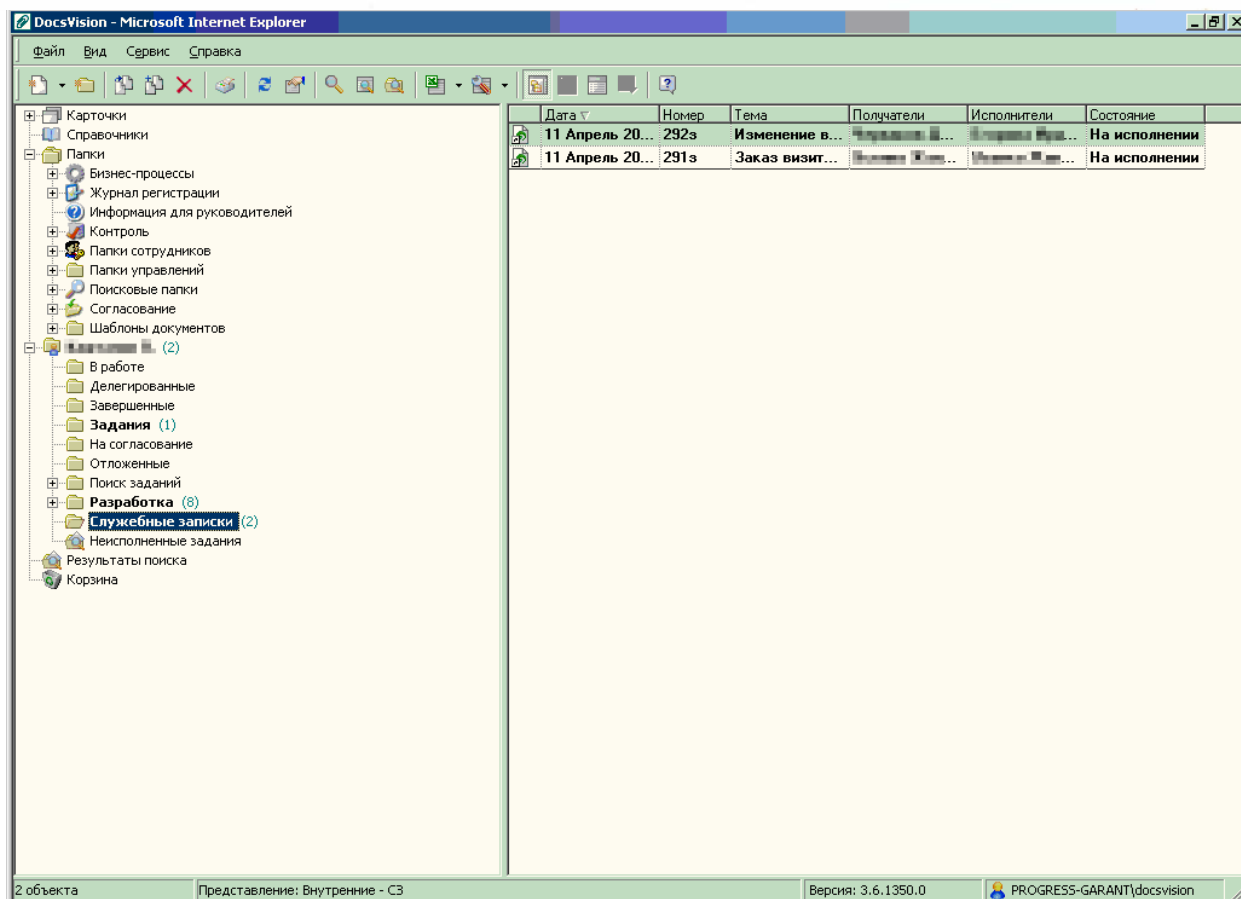 DocsVision - Microsoft Internet Explorer
Файл Вид Сервис Справка
Карточки
Справочники
Папки
Бизнес-процессы
Журнал регистрации
Информация для руководителей
Контроль
Папки сотрудников
Папки управлений
Поисковые папки
Согласование
Шаблоны документов
(2)
В работе
Делегированные
Завершенные
Задания (1)
На согласование
Отложенные
Поиск заданий
Разработка (8)
Служебные записки (2)
Неисполненные задания
Результаты поиска
Корзина
Дата Номер Тема Получатели Исполнители Состояние
11 Апрель 20... 292з Изменение в... ... ... На исполнении
11 Апрель 20... 291з Заказ визит... ... ... На исполнении
2 объекта Представление: Внутренние - СЗ Версия: 3.6.1350.0 PROGRESS-GARANT\docsvision